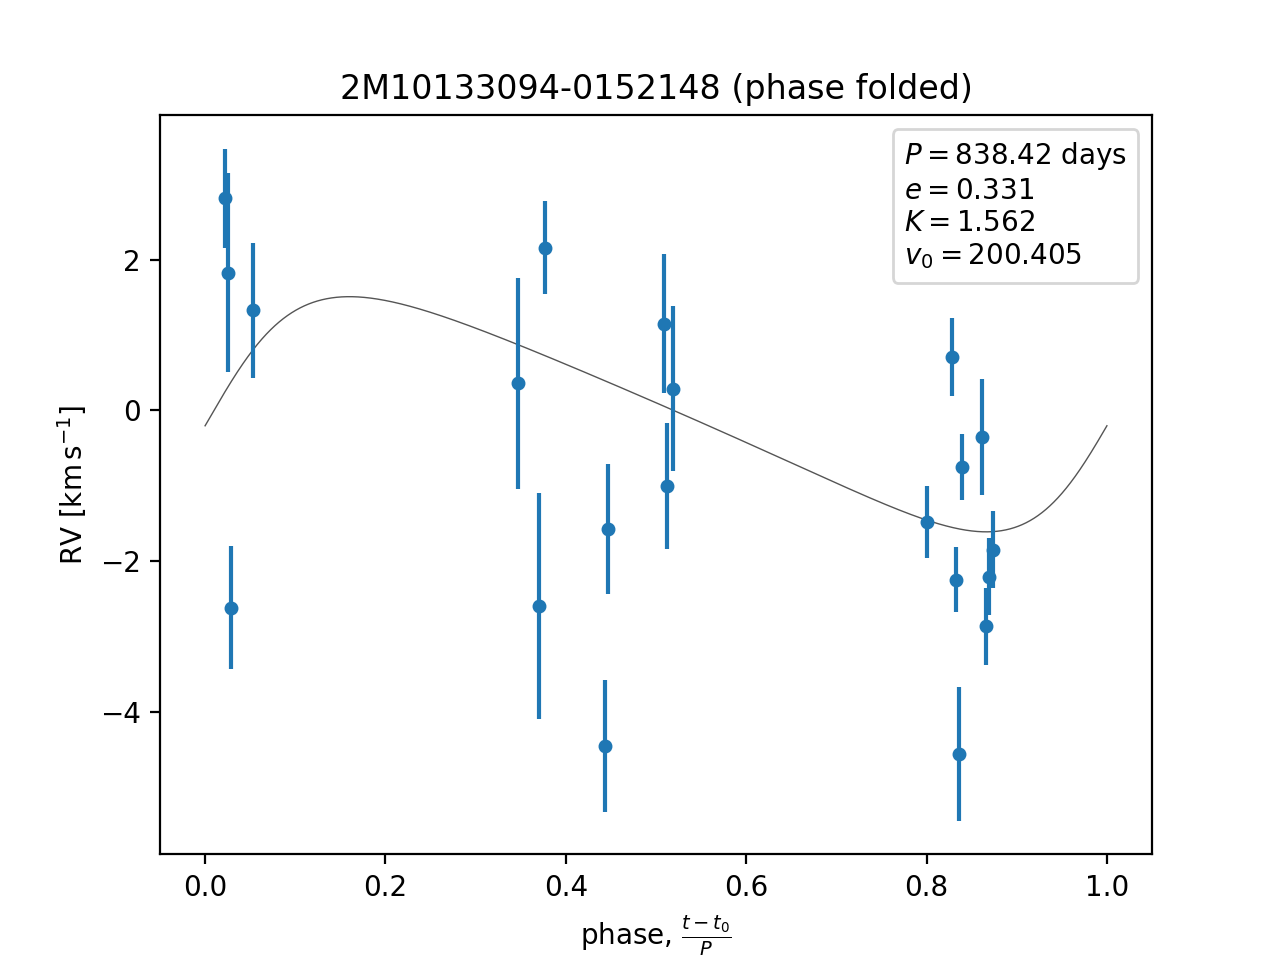 2M10133094-0152148 (phase folded)
P = 838.42 days
e = 0.331
K = 1.562
v₀ = 200.405
RV [km s⁻¹]
2
0
−2
−4
0.0 0.2 0.4 0.6 0.8 1.0
phase, (t − t₀)/P